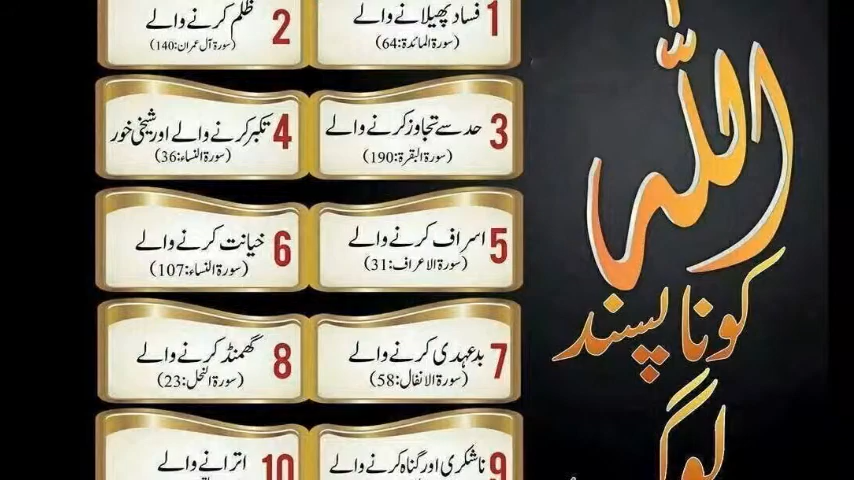 اللہ
کو ناپسند
لوگ
1 فساد پھیلانے والے
(سورۃ المائدۃ:64)
2 ظلم کرنے والے
(سورۃ آل عمران:140)
3 حد سے تجاوز کرنے والے
(سورۃ البقرۃ:190)
4 تکبر کرنے والے اور شیخی خور
(سورۃ النساء:36)
5 اسراف کرنے والے
(سورۃ الاعراف:31)
6 خیانت کرنے والے
(سورۃ النساء:107)
7 بدعہدی کرنے والے
(سورۃ الانفال:58)
8 گھمنڈ کرنے والے
(سورۃ النحل:23)
9 ناشکری اور گناہ کرنے والے
10 اترانے والے